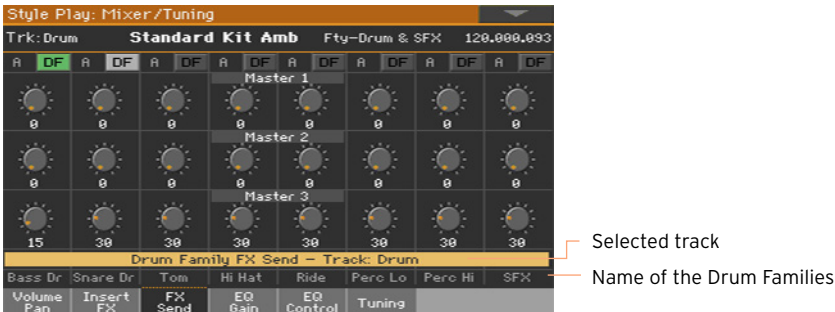 Style Play: Mixer/Tuning
Trk:Drum Standard Kit Amb Fty-Drum & SFX 120.000.093
A DF A DF A DF A DF A DF A DF A DF A DF
Master 1
0 0 0 0 0 0 0 0
Master 2
0 0 0 0 0 0 0 0
Master 3
15 30 30 30 30 30 30 30
Drum Family FX Send - Track: Drum
Selected track
Bass Dr Snare Dr Tom Hi Hat Ride Perc Lo Perc Hi SFX
Name of the Drum Families
Volume Pan Insert FX FX Send EQ Gain EQ Control Tuning